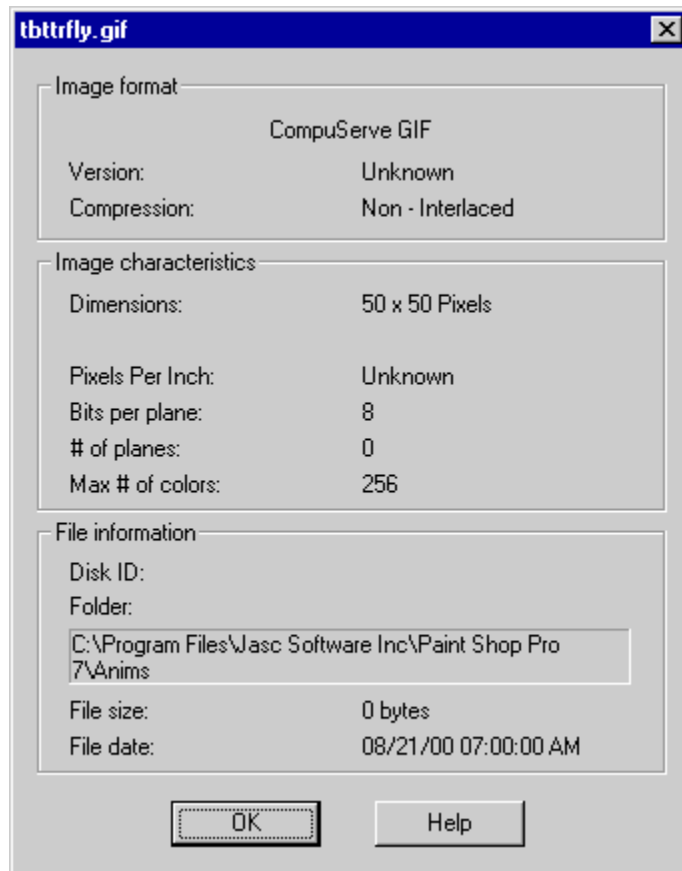 tbttrfly.gif
Image format
CompuServe GIF
Version: Unknown
Compression: Non - Interlaced
Image characteristics
Dimensions: 50 x 50 Pixels
Pixels Per Inch: Unknown
Bits per plane: 8
# of planes: 0
Max # of colors: 256
File information
Disk ID:
Folder:
C:\Program Files\Jasc Software Inc\Paint Shop Pro
7\Anims
File size: 0 bytes
File date: 08/21/00 07:00:00 AM
OK Help